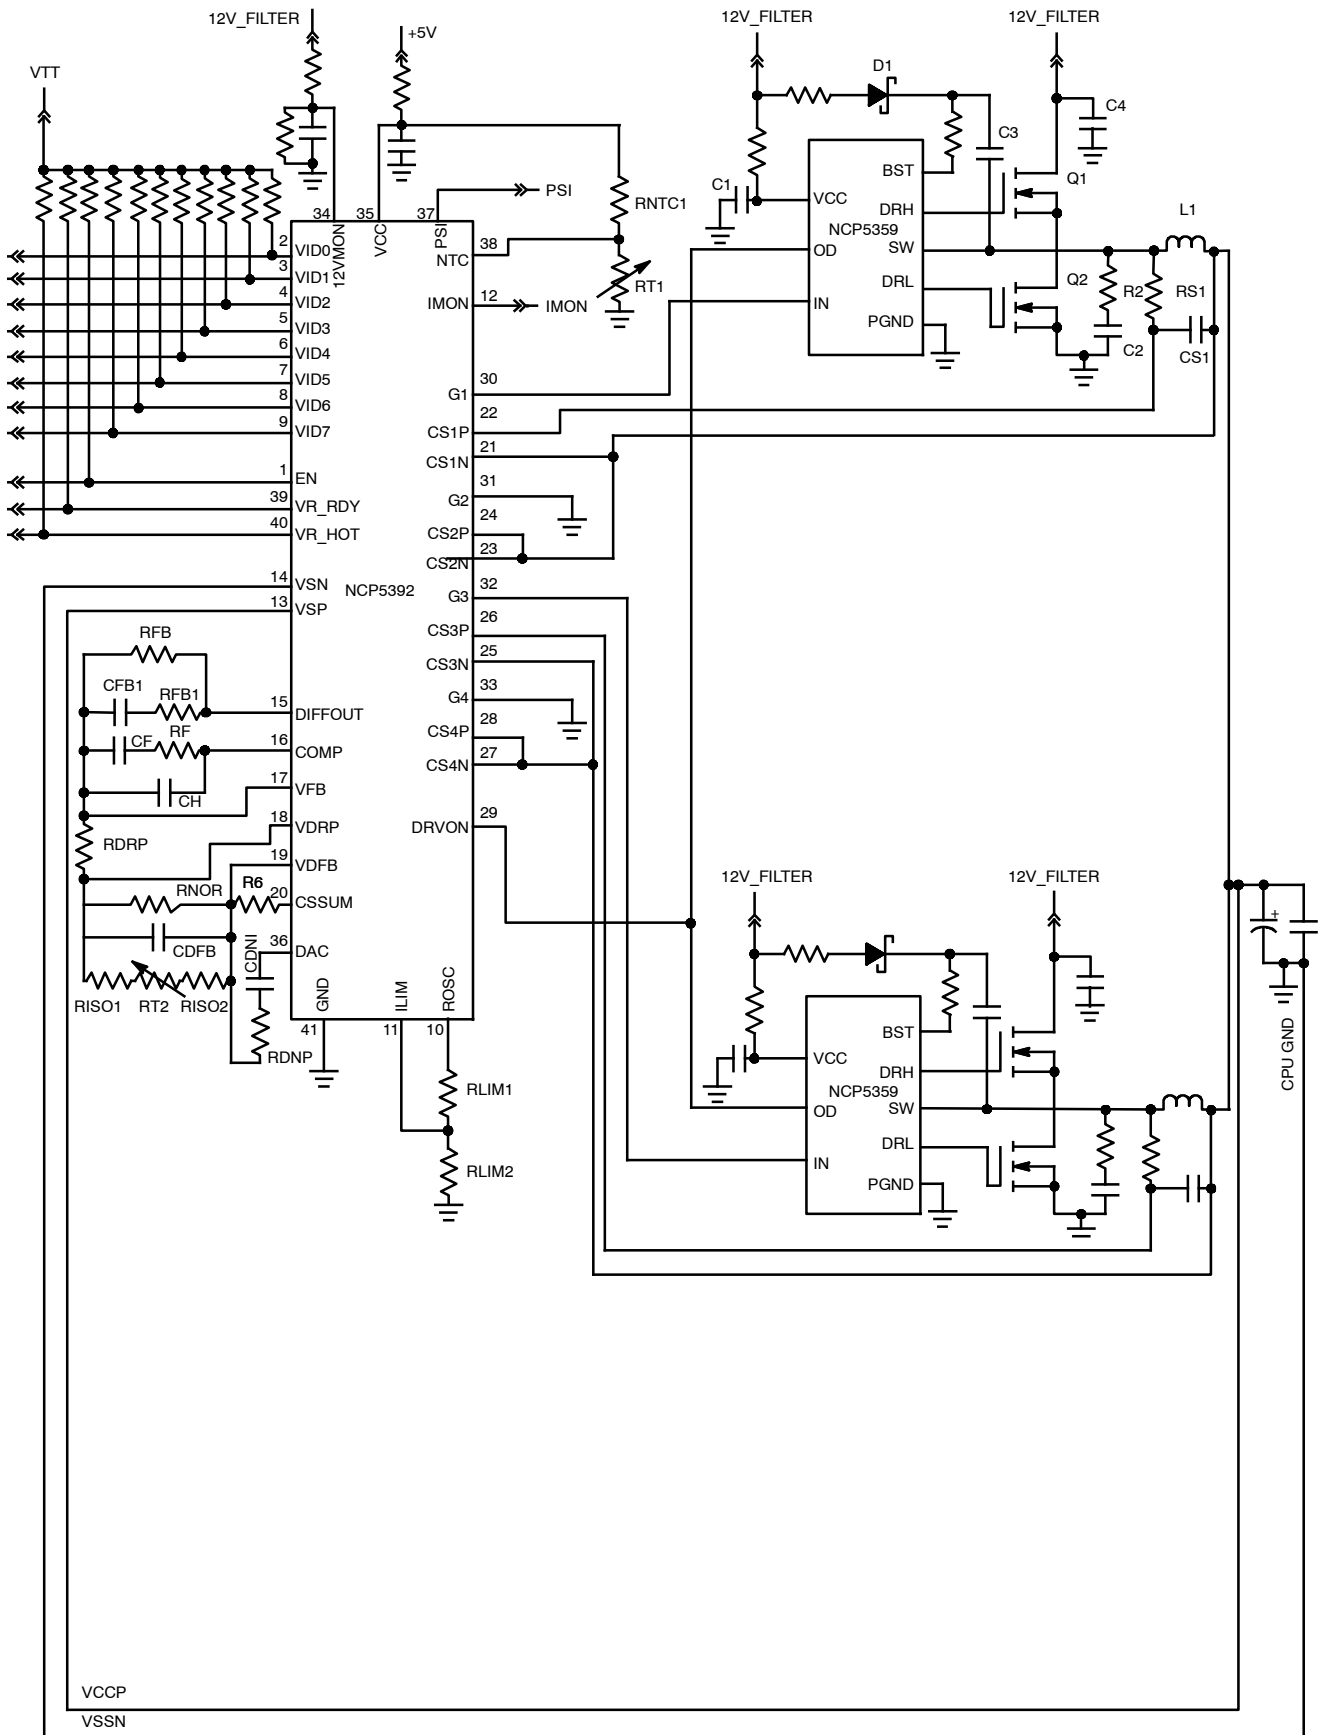 12V_FILTER
+5V
12V_FILTER
12V_FILTER
VTT
D1
C4
C3
BST
Q1
PSI
RNTC1
C1
VCC
DRH
L1
34
35
37
12VMON
VCC
PSI
NCP5359
2
VID0
38
NTC
OD
SW
3
VID1
RT1
DRL
Q2
R2
RS1
4
VID2
12
IMON
IMON
IN
5
VID3
PGND
C2
CS1
6
VID4
7
VID5
30
G1
8
VID6
22
CS1P
9
VID7
21
CS1N
1
EN
31
G2
39
VR_RDY
24
CS2P
40
VR_HOT
23
CS2N
14
VSN
NCP5392
32
G3
13
VSP
26
CS3P
RFB
25
CS3N
CFB1
RFB1
33
G4
15
DIFFOUT
28
CS4P
CF
RF
16
COMP
27
CS4N
17
VFB
CH
18
VDRP
29
DRVON
RDRP
19
VDFB
12V_FILTER
12V_FILTER
RNOR
R6
20
CSSUM
+
CDFB
CDNI
36
DAC
RISO1
RT2
RISO2
GND
ILIM
ROSC
41
11
10
BST
RDNP
VCC
DRH
CPU GND
RLIM1
NCP5359
OD
SW
DRL
RLIM2
IN
PGND
VCCP
VSSN